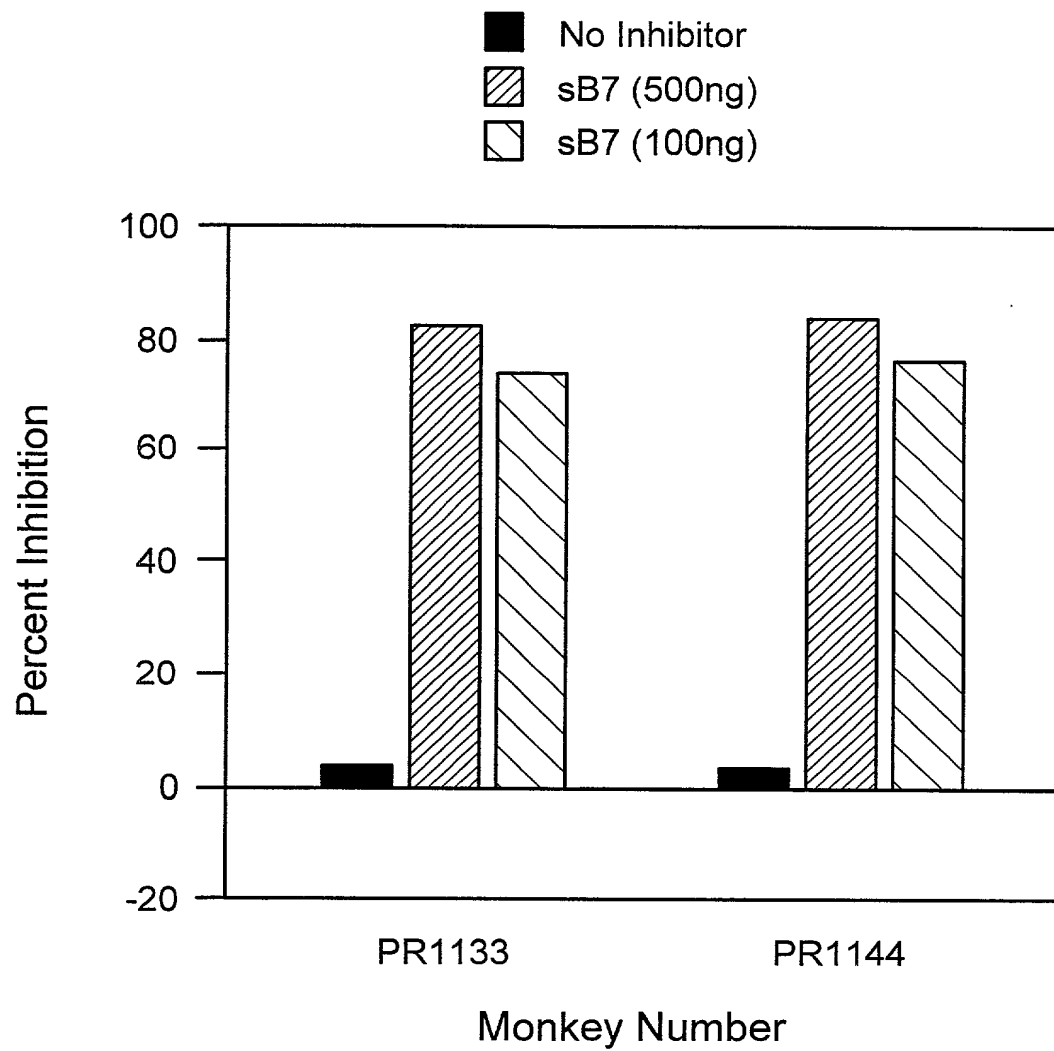 No Inhibitor
sB7 (500ng)
sB7 (100ng)
100
80
60
40
20
0
-20
Percent Inhibition
PR1133
PR1144
Monkey Number